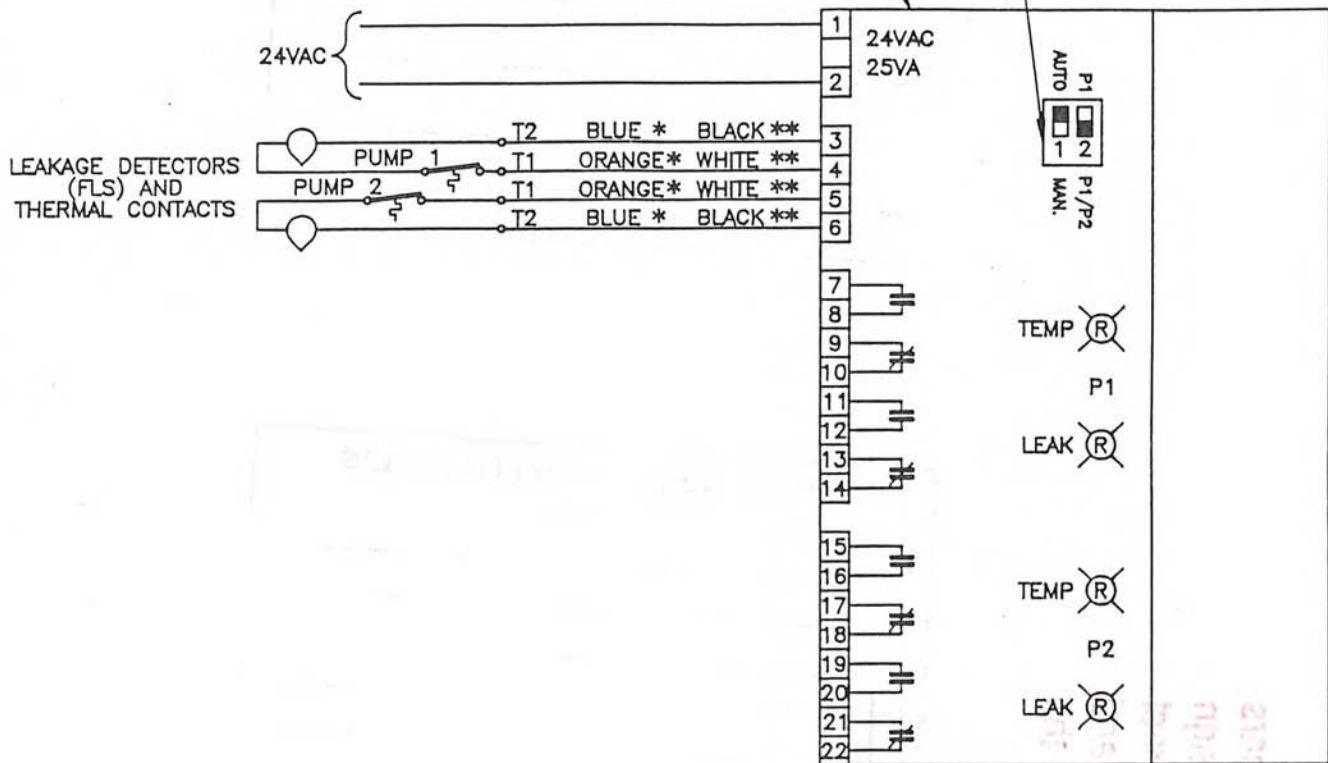 24VAC
1
2
24VAC
25VA
P1
AUTO
1 2
P1/P2
MAN.
LEAKAGE DETECTORS
(FLS) AND
THERMAL CONTACTS
T2 BLUE * BLACK ** 3
PUMP 1 T1 ORANGE* WHITE ** 4
PUMP 2 T1 ORANGE* WHITE ** 5
T2 BLUE * BLACK ** 6
7
8
9
10
11
12
13
14
TEMP R
P1
LEAK R
15
16
17
18
19
20
21
22
TEMP R
P2
LEAK R